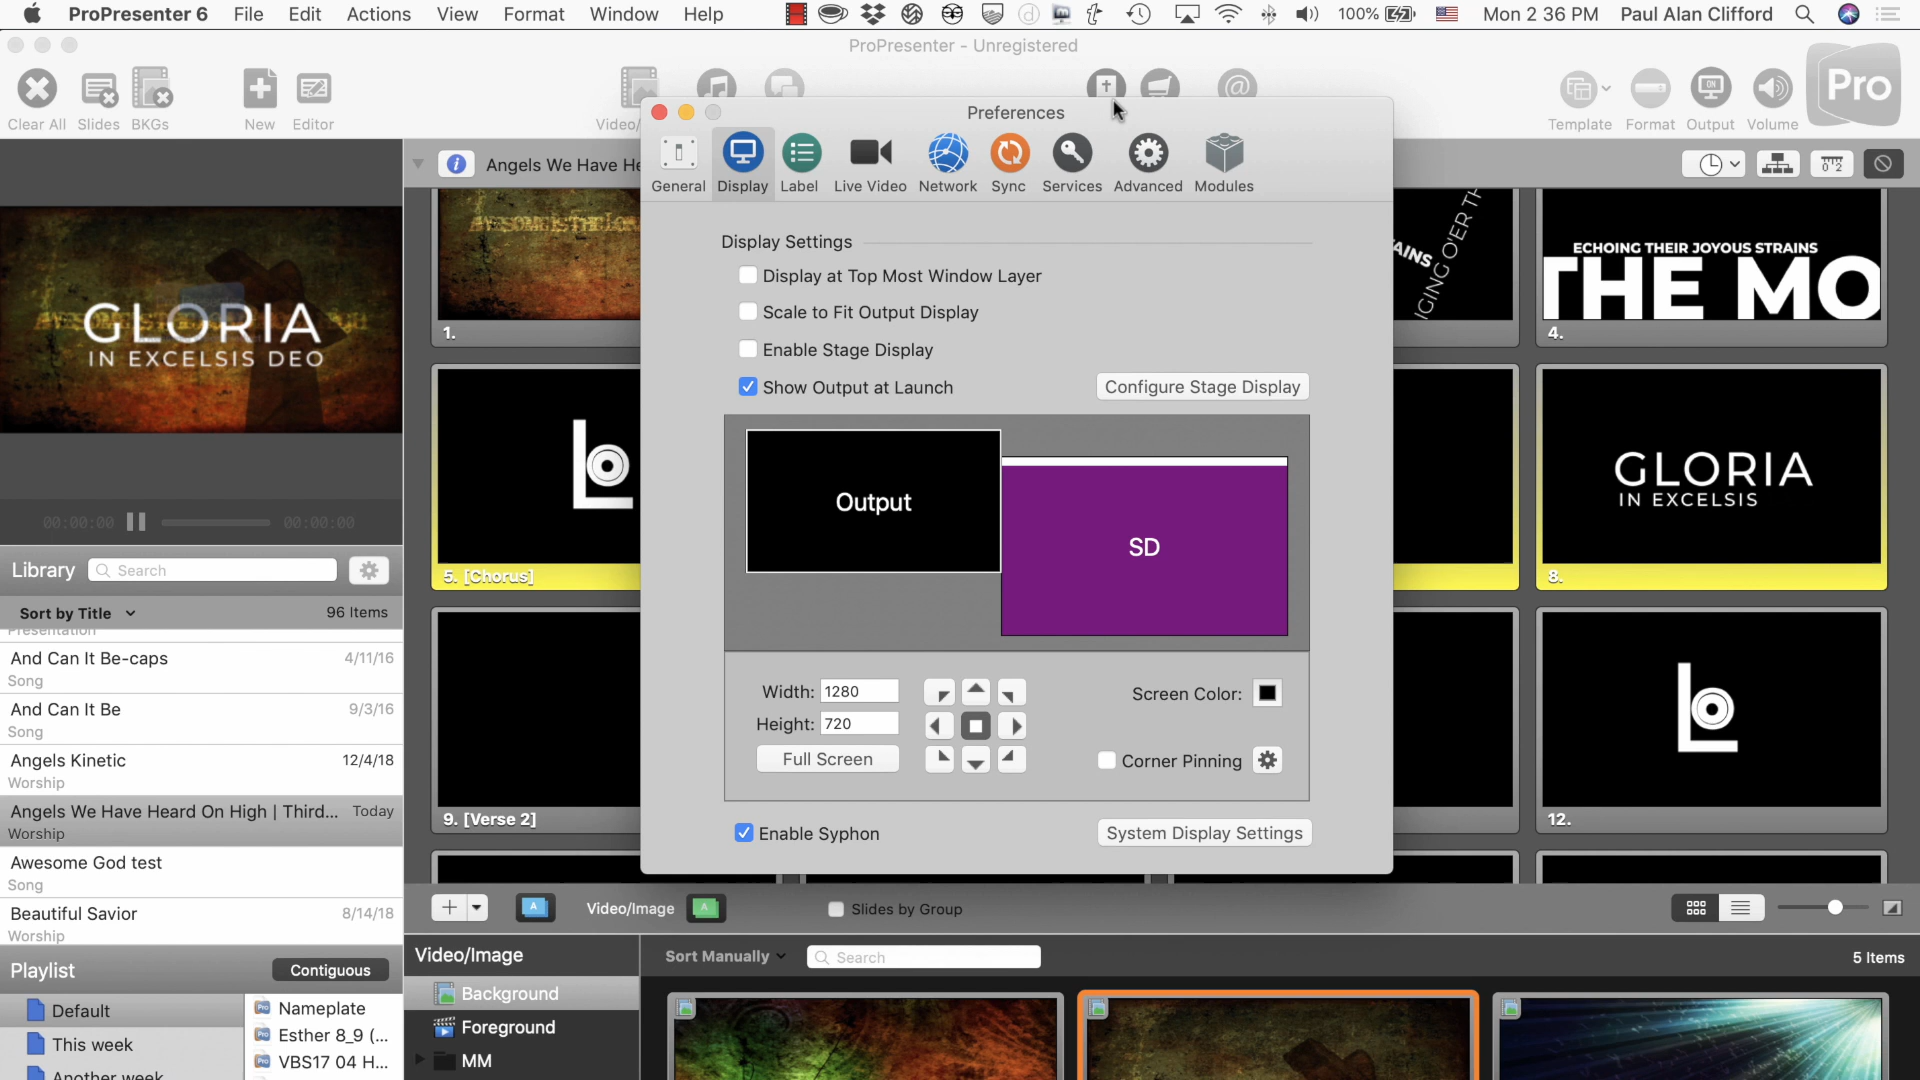 ProPresenter 6 File Edit Actions View Format Window Help 100% Mon 2 36 PM Paul Alan Clifford
ProPresenter - Unregistered
Clear All Slides BKGs New Editor Video/ Template Format Output Volume
ON
Pro
Preferences
General Display Label Live Video Network Sync Services Advanced Modules
Angels We Have He
Display Settings
Display at Top Most Window Layer
Scale to Fit Output Display
Enable Stage Display
Show Output at Launch
Configure Stage Display
Output
SD
Width: 1280
Height: 720
Full Screen
Screen Color:
Corner Pinning
Enable Syphon
System Display Settings
GLORIA
IN EXCELSIS DEO
00:00:00 00:00:00
Library Search
Sort by Title 96 Items
Presentation
And Can It Be-caps 4/11/16
Song
And Can It Be 9/3/16
Song
Angels Kinetic 12/4/18
Worship
Angels We Have Heard On High | Third... Today
Worship
Awesome God test
Song
Beautiful Savior 8/14/18
Worship
Playlist Contiguous
Default
This week
Another week
Nameplate
Esther 8_9 (...
VBS17 04 H...
1.
AINS
GING O'ER TH
ECHOING THEIR JOYOUS STRAINS
THE MO
4.
5. [Chorus]
GLORIA
IN EXCELSIS
8.
9. [Verse 2]
12.
Video/Image Slides by Group
Video/Image Sort Manually Search 5 Items
Background
Foreground
MM